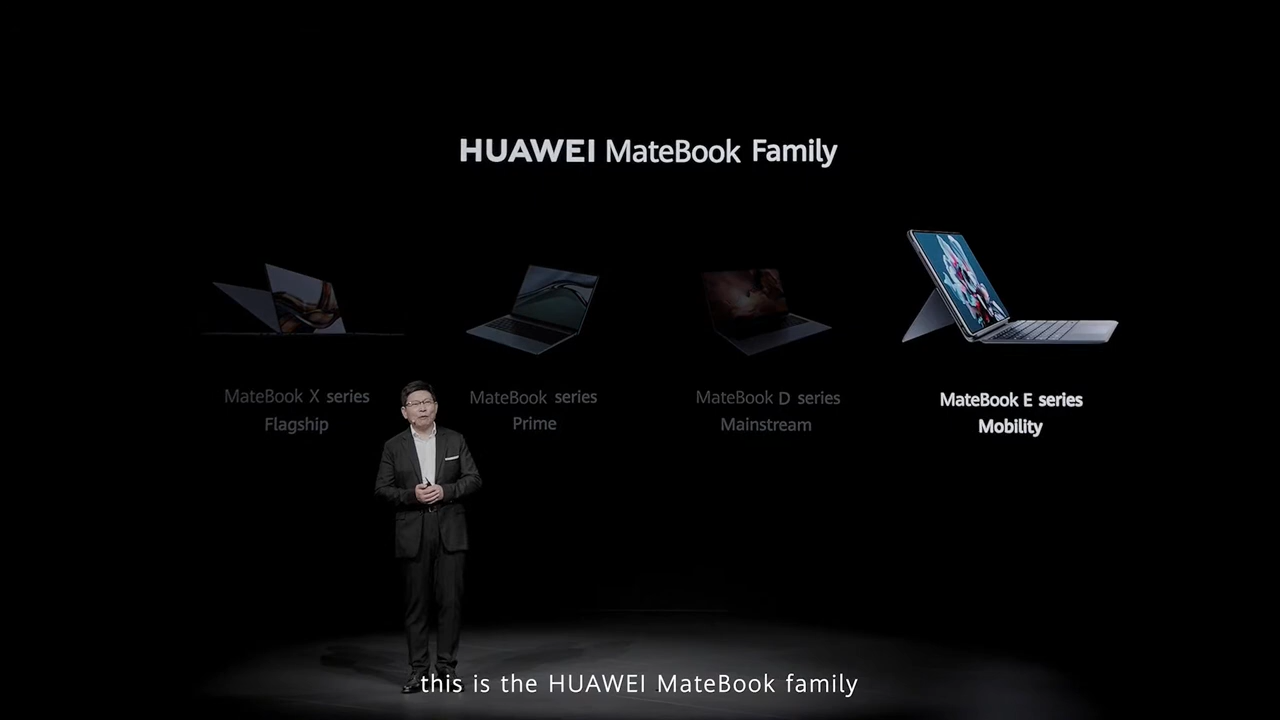 HUAWEI MateBook Family
MateBook X series
Flagship
MateBook series
Prime
MateBook D series
Mainstream
MateBook E series
Mobility
this is the HUAWEI MateBook family